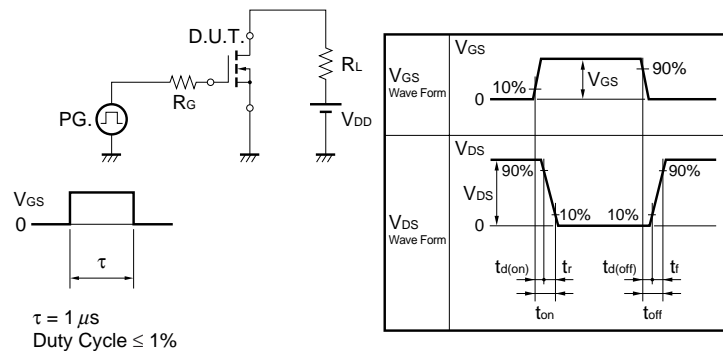 D.U.T.
RL
RG
PG.
VDD
VGS
0
τ
τ = 1 μs
Duty Cycle ≤ 1%
VGS
Wave Form
VGS
10%
VGS
90%
0
VDS
Wave Form
VDS
90%
VDS
90%
10%
10%
0
td(on) tr td(off) tf
ton toff